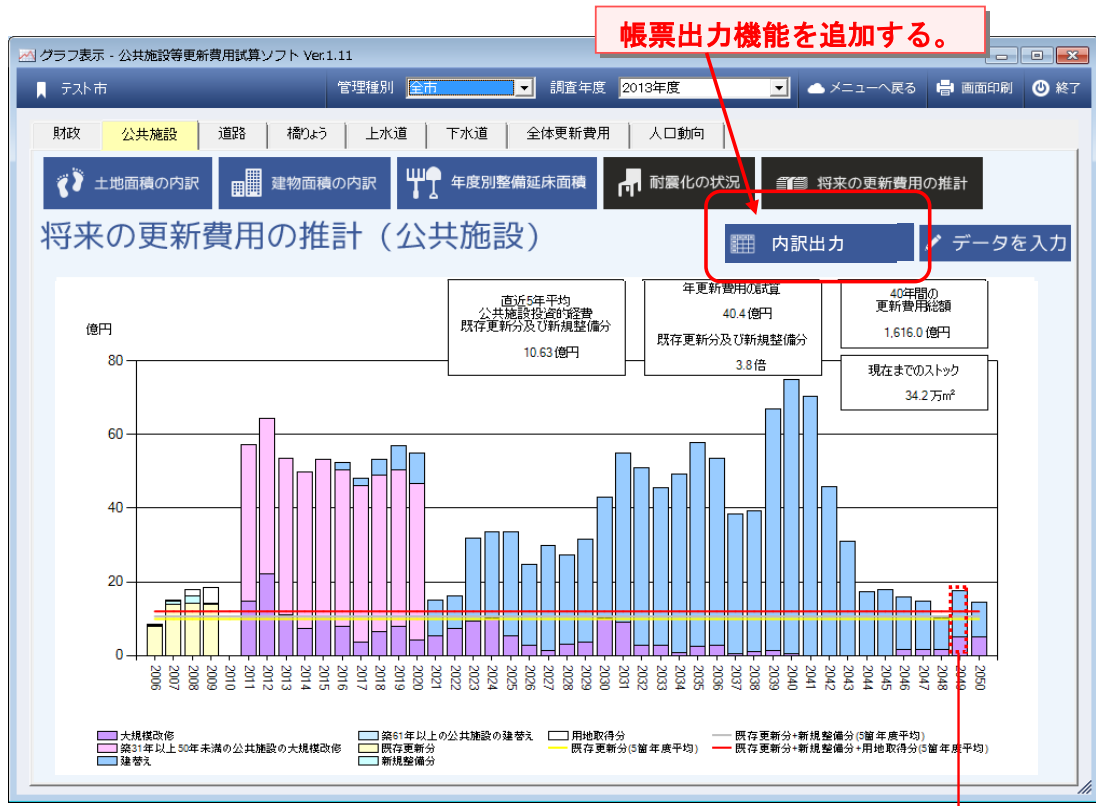 帳票出力機能を追加する。
グラフ表示 - 公共施設等更新費用試算ソフト Ver.1.11
テスト市
管理種別 全市 調査年度 2013年度 メニューへ戻る 画面印刷 終了
財政 公共施設 道路 橋りょう 上水道 下水道 全体更新費用 人口動向
土地面積の内訳 建物面積の内訳 年度別整備延床面積 耐震化の状況 将来の更新費用の推計
将来の更新費用の推計（公共施設）
内訳出力 データを入力
直近5年平均
公共施設投資的経費
既存更新分及び新規整備分
10.63億円
年更新費用の試算
40.4億円
既存更新分及び新規整備分
3.8倍
40年間の
更新費用総額
1,616.0億円
現在までのストック
34.2万m²
億円
80
60
40
20
0
2006 2007 2008 2009 2010 2011 2012 2013 2014 2015 2016 2017 2018 2019 2020 2021 2022 2023 2024 2025 2026 2027 2028 2029 2030 2031 2032 2033 2034 2035 2036 2037 2038 2039 2040 2041 2042 2043 2044 2045 2046 2047 2048 2049 2050
大規模改修 築61年以上の公共施設の建替え 用地取得分 既存更新分+新規整備分(5箇年度平均)
築31年以上50年未満の公共施設の大規模改修 既存更新分 既存更新分(5箇年度平均) 既存更新分+新規整備分+用地取得分(5箇年度平均)
建替え 新規整備分